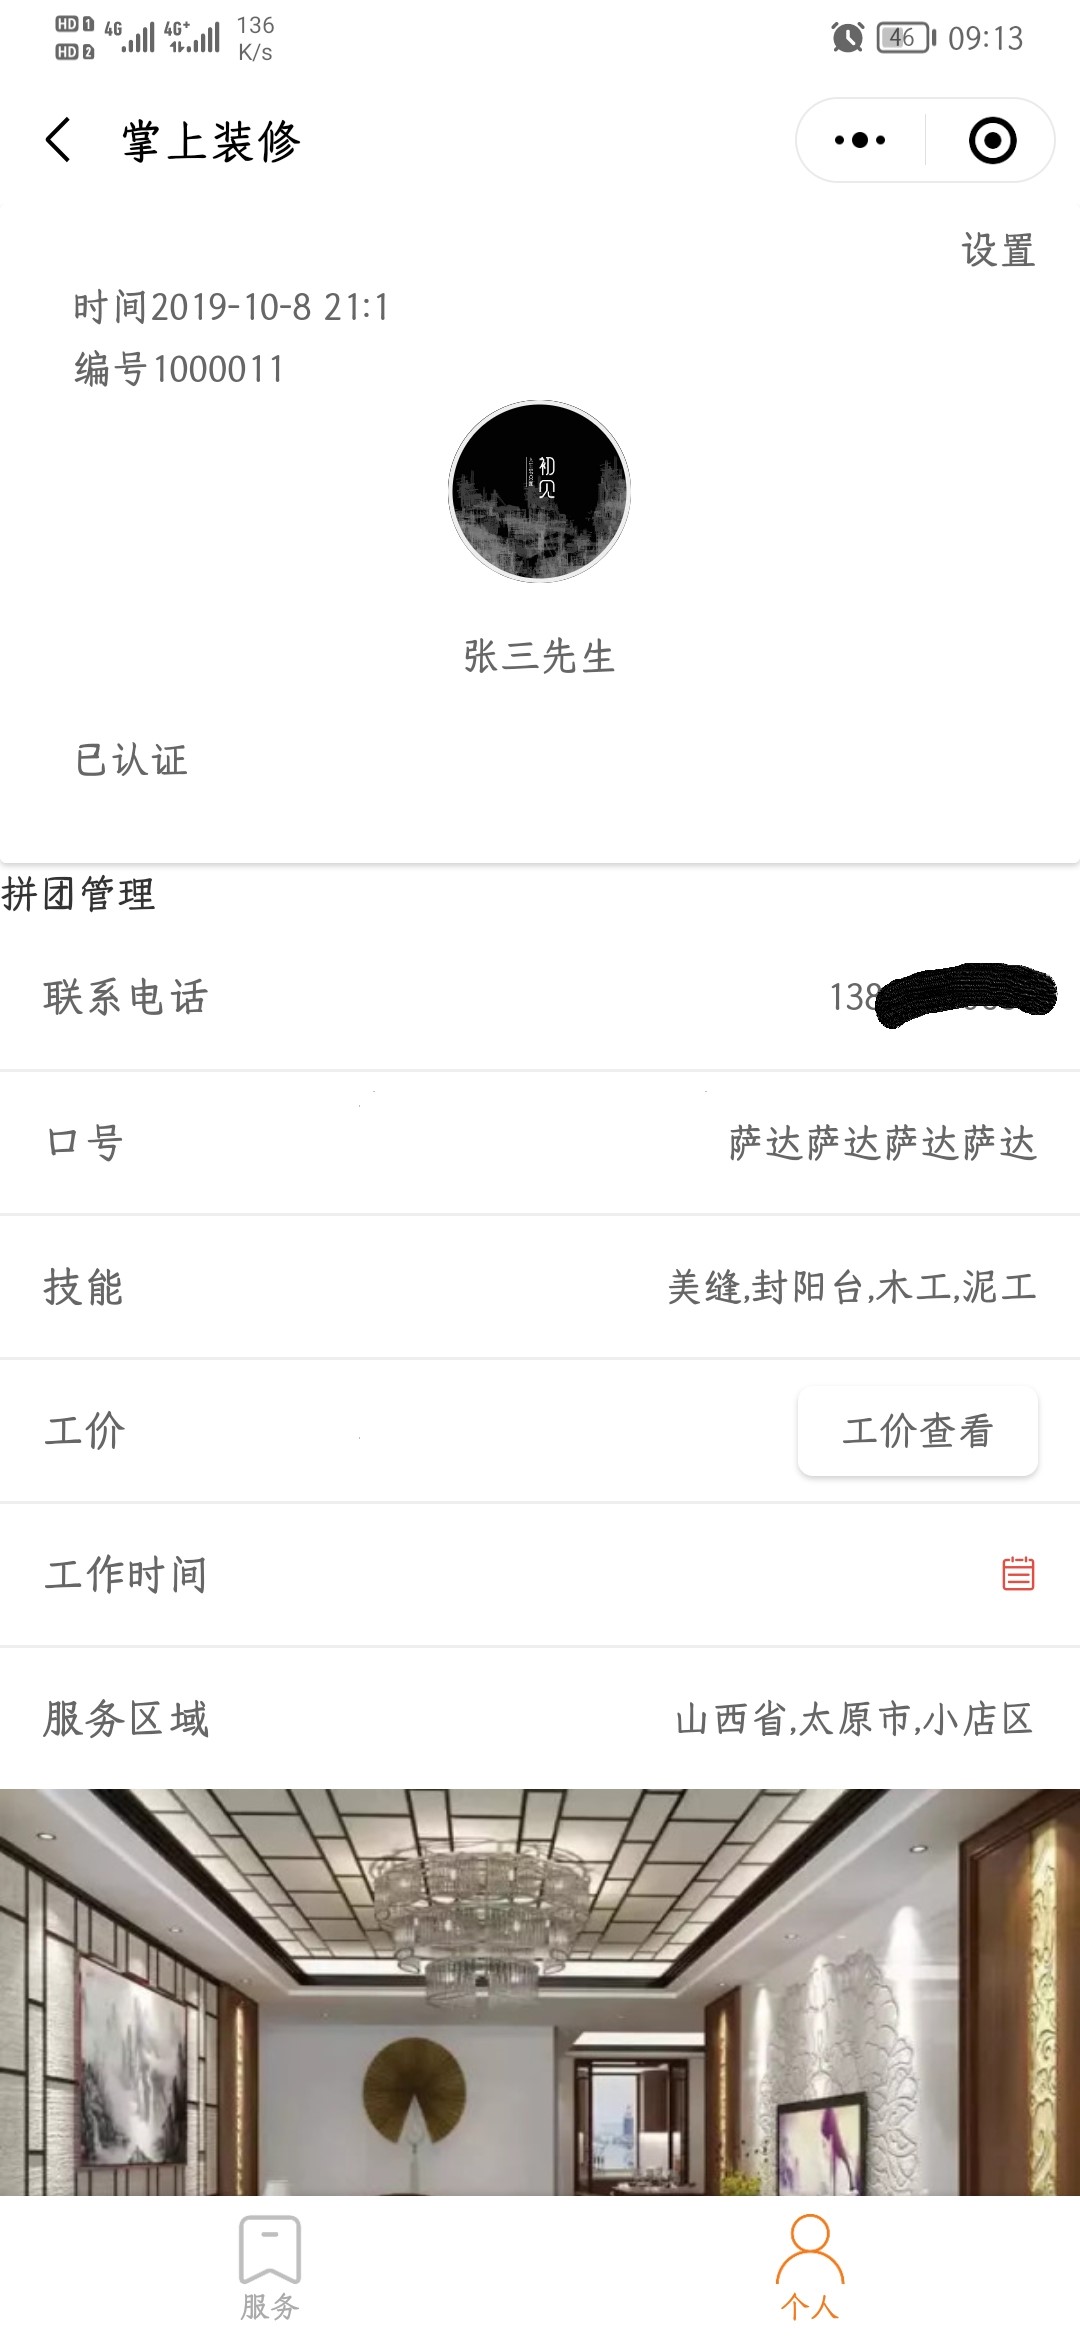 HD 1 4G 4G+ 136
HD 2 K/s
46 09:13
掌上装修
设置
时间2019-10-8 21:1
编号1000011
初见
张三先生
已认证
拼团管理
联系电话 138
口号 萨达萨达萨达萨达
技能 美缝,封阳台,木工,泥工
工价 工价查看
工作时间
服务区域 山西省,太原市,小店区
服务 个人